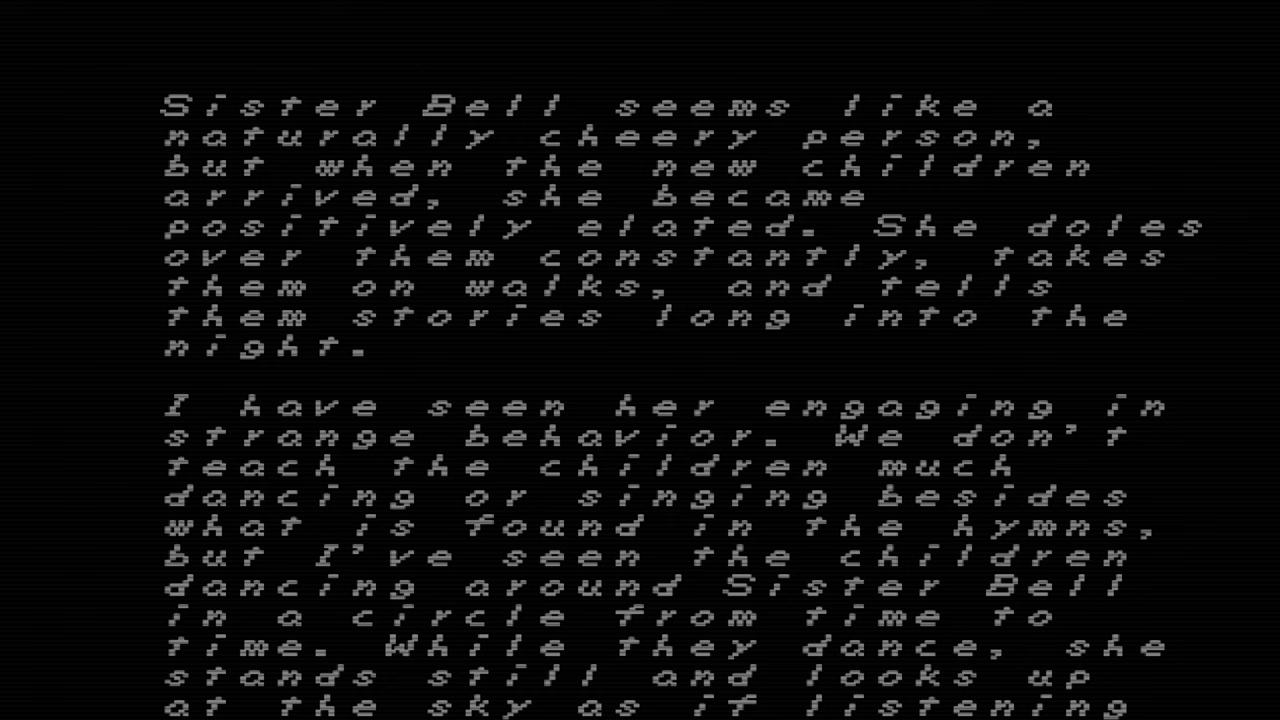 Sister Bell seems like a
naturally cheery person,
but when the new children
arrived, she became
positively elated. She doles
over them constantly, takes
them on walks, and tells
them stories long into the
night.
I have seen her engaging in
strange behavior. We don't
teach the children much
dancing or singing besides
what is found in the hymns,
but I've seen the children
dancing around Sister Bell
in a circle from time to
time. While they dance, she
stands still and looks up
at the sky as if listening